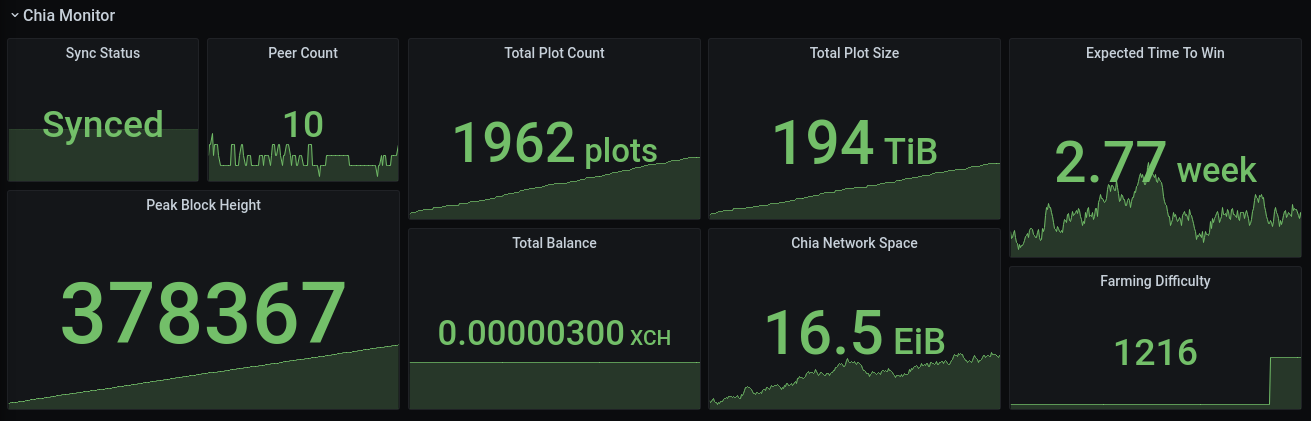 Chia Monitor
Sync Status
Synced
Peer Count
10
Total Plot Count
1962 plots
Total Plot Size
194 TiB
Expected Time To Win
2.77 week
Peak Block Height
378367
Total Balance
0.00000300 XCH
Chia Network Space
16.5 EiB
Farming Difficulty
1216